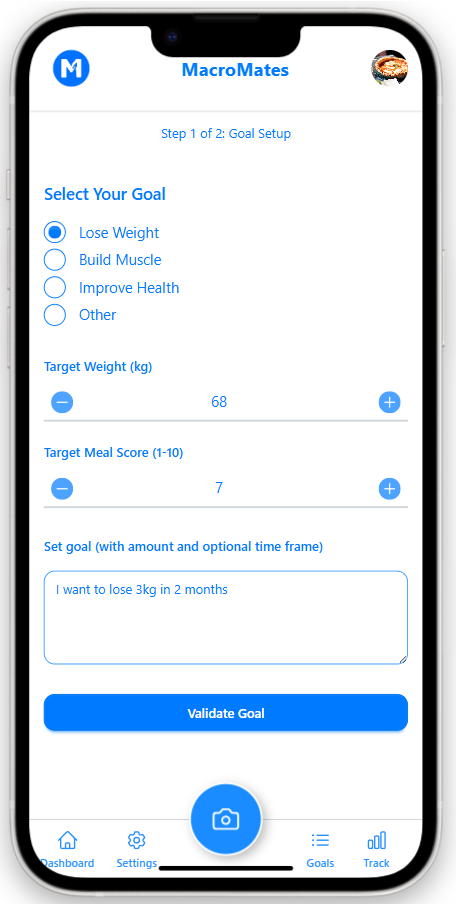 M
MacroMates
Step 1 of 2: Goal Setup
Select Your Goal
Lose Weight
Build Muscle
Improve Health
Other
Target Weight (kg)
68
Target Meal Score (1-10)
7
Set goal (with amount and optional time frame)
I want to lose 3kg in 2 months
Validate Goal
Dashboard Settings Goals Track